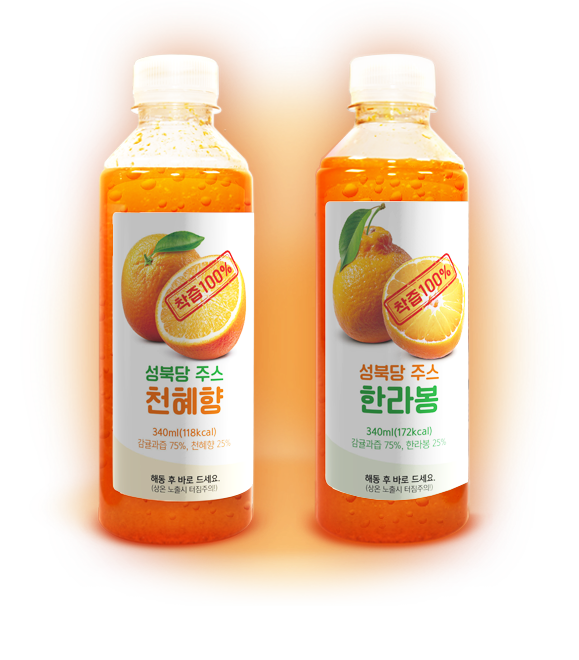 착즙100%
성북당 주스
천혜향
340ml(118kcal)
감귤과즙 75%, 천혜향 25%
해동 후 바로 드세요.
(상온 노출시 터짐주의!)
착즙100%
성북당 주스
한라봉
340ml(172kcal)
감귤과즙 75%, 한라봉 25%
해동 후 바로 드세요.
(상온 노출시 터짐주의!)